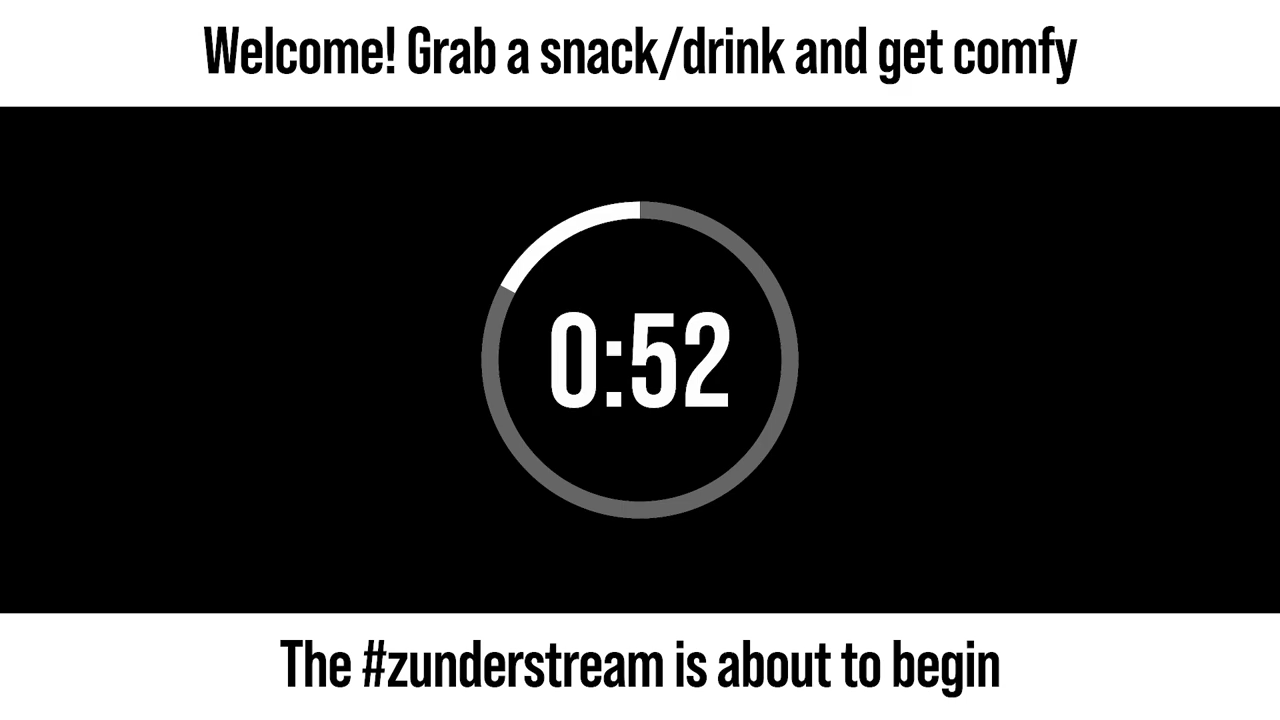 Welcome! Grab a snack/drink and get comfy
0:52
The #zunderstream is about to begin